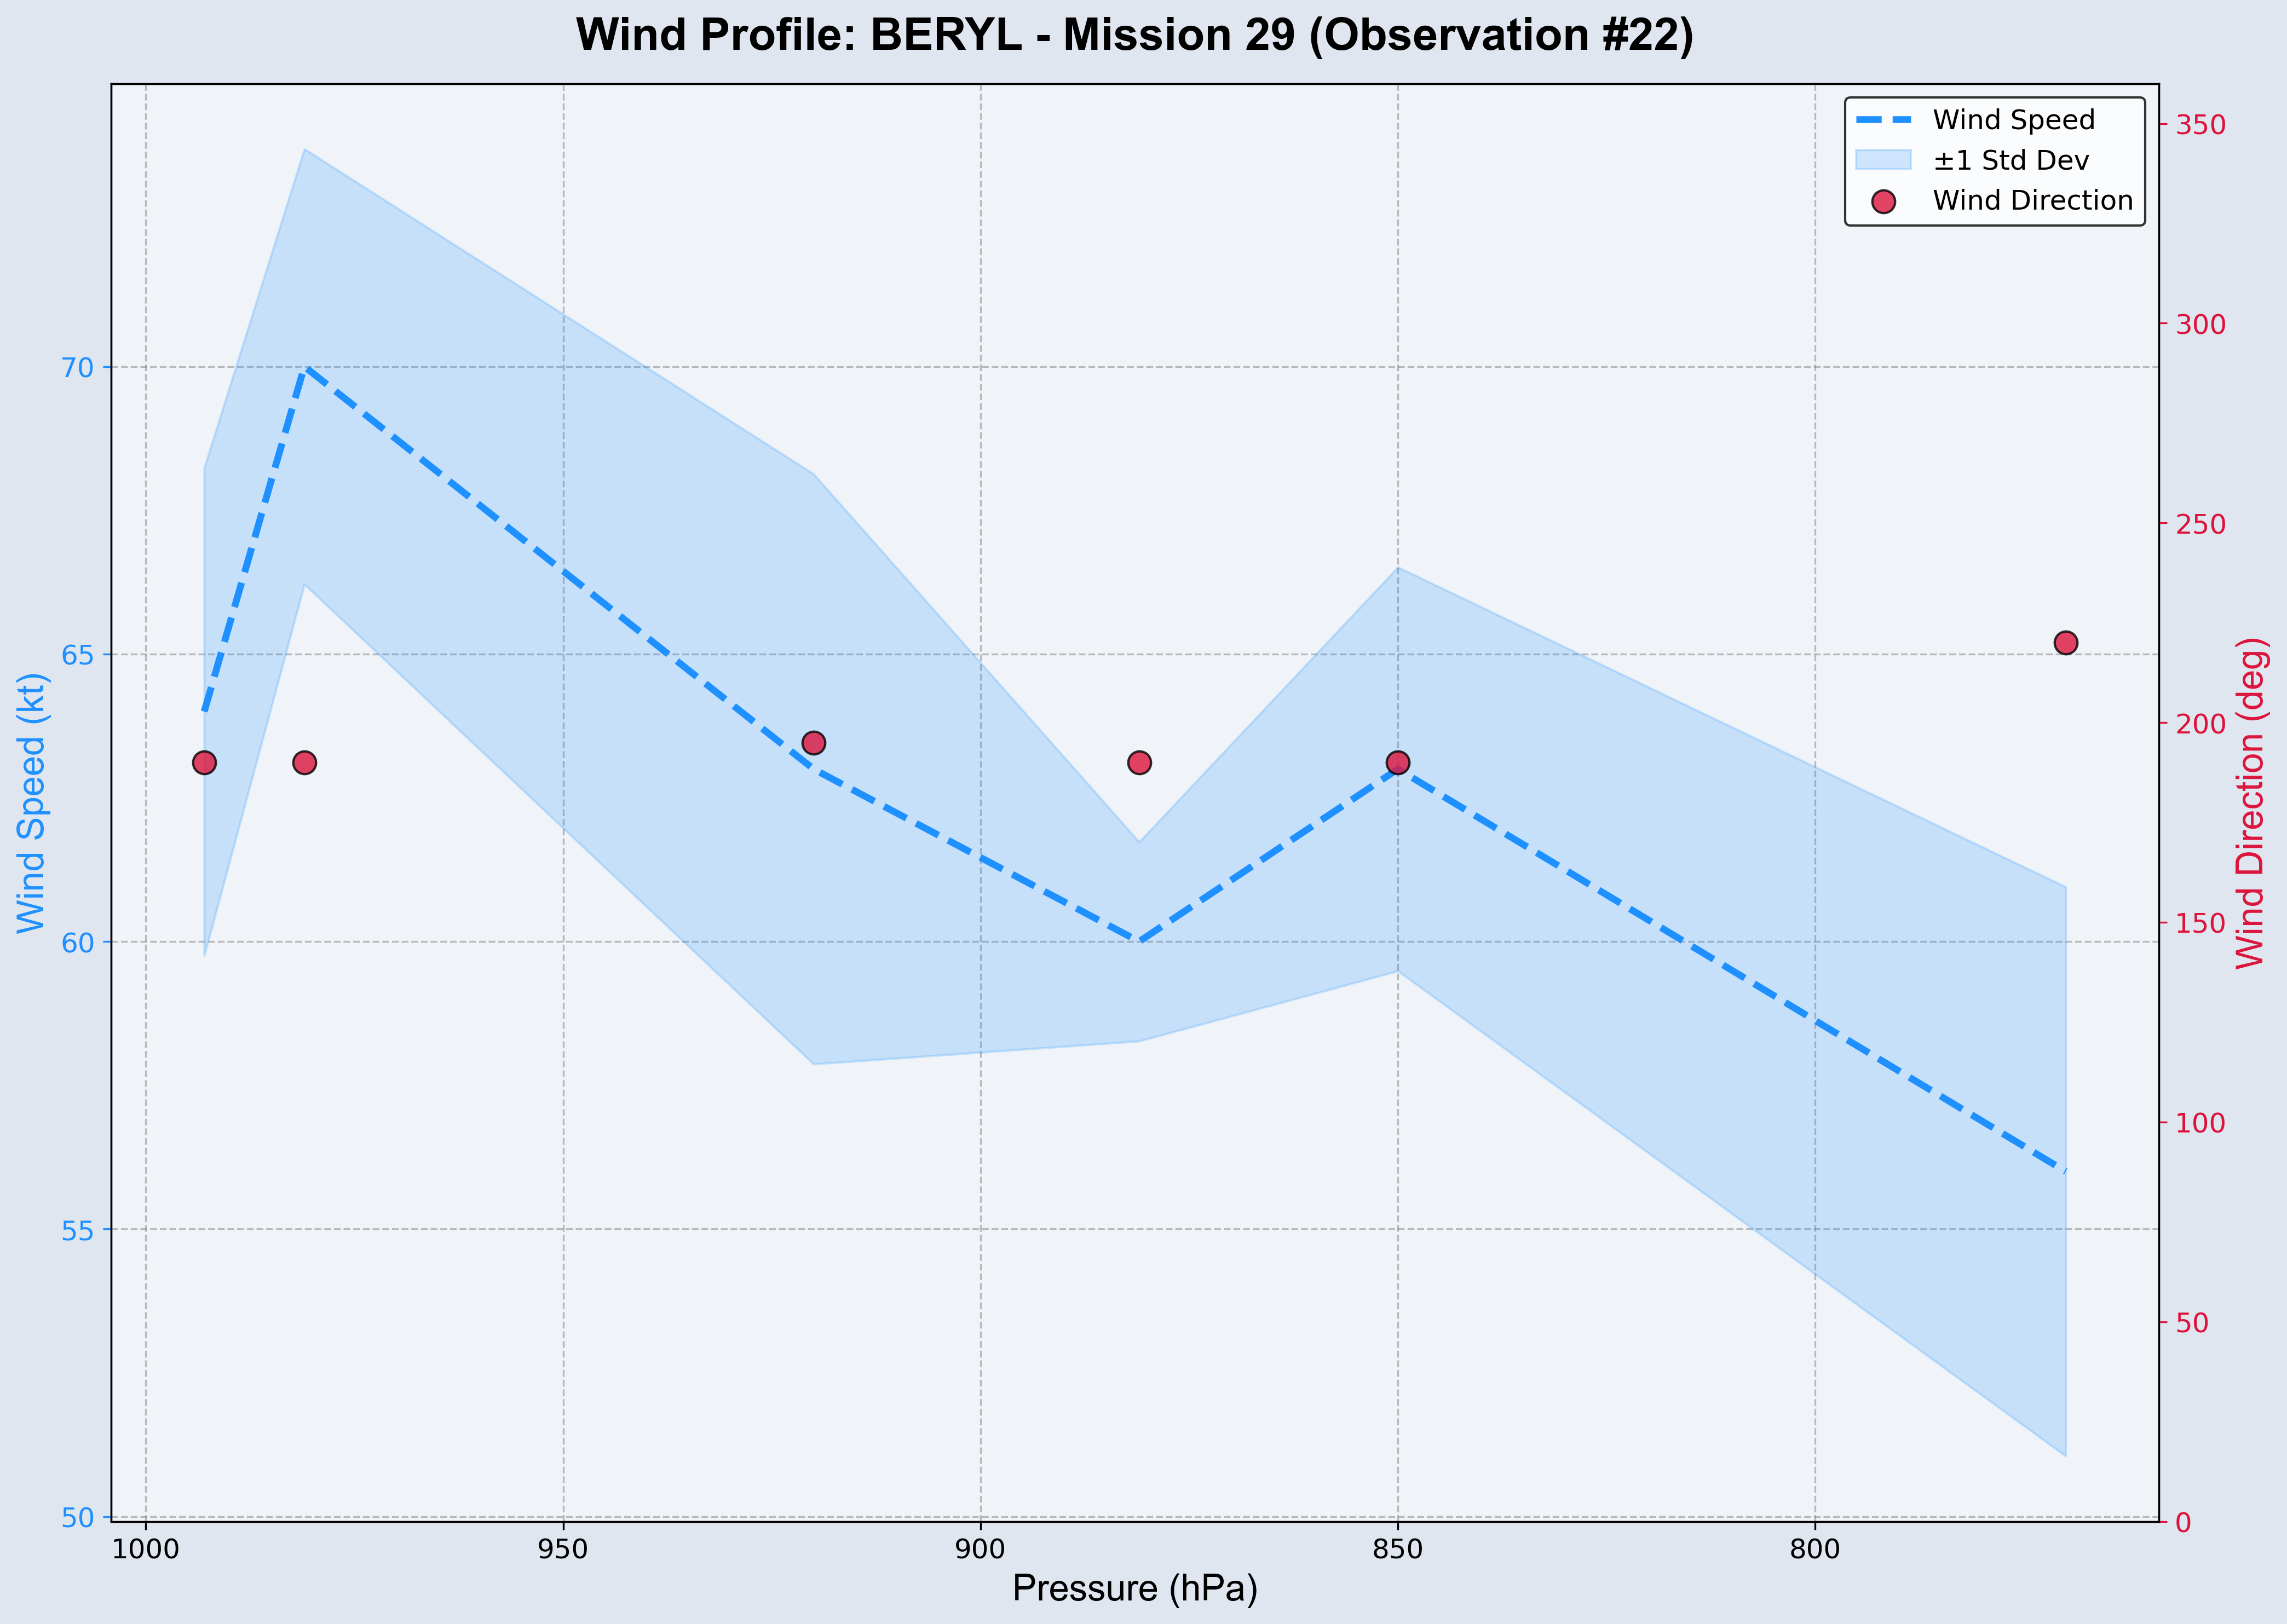 Wind Profile: BERYL - Mission 29 (Observation #22)
Wind Speed
±1 Std Dev
Wind Direction
70
65
60
55
50
Wind Speed (kt)
350
300
250
200
150
100
50
0
Wind Direction (deg)
1000 950 900 850 800
Pressure (hPa)